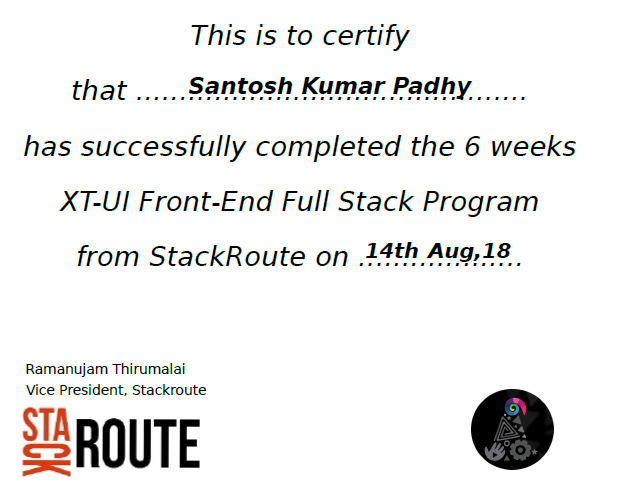 This is to certify
that .............................................
Santosh Kumar Padhy
has successfully completed the 6 weeks
XT-UI Front-End Full Stack Program
from StackRoute on ...................
14th Aug,18
Ramanujam Thirumalai
Vice President, Stackroute
STACK ROUTE